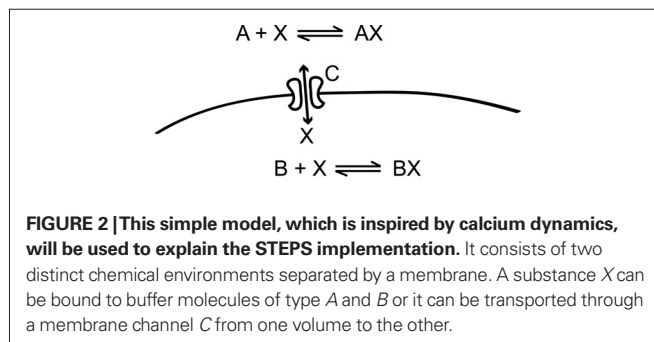 A + X ⇌ AX
C
X
B + X ⇌ BX
FIGURE 2 | This simple model, which is inspired by calcium dynamics,
will be used to explain the STEPS implementation. It consists of two
distinct chemical environments separated by a membrane. A substance X can
be bound to buffer molecules of type A and B or it can be transported through
a membrane channel C from one volume to the other.